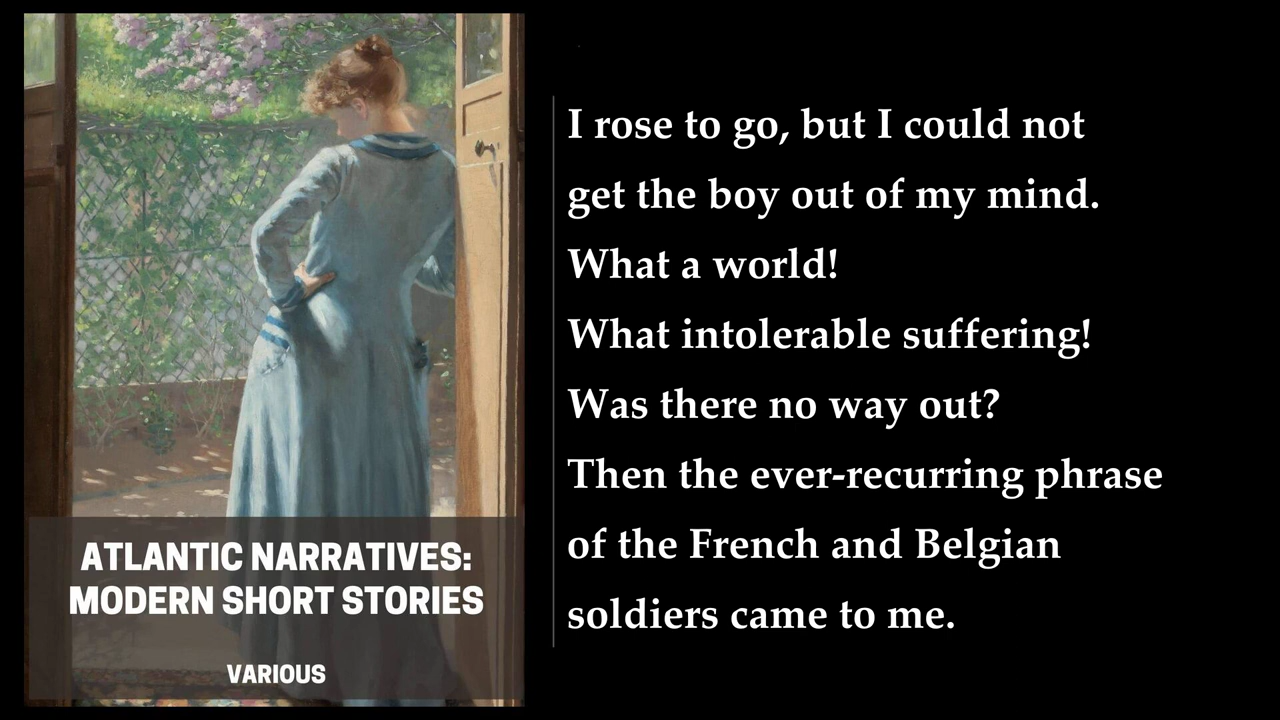 I rose to go, but I could not
get the boy out of my mind.
What a world!
What intolerable suffering!
Was there no way out?
Then the ever-recurring phrase
of the French and Belgian
soldiers came to me.
ATLANTIC NARRATIVES:
MODERN SHORT STORIES
VARIOUS